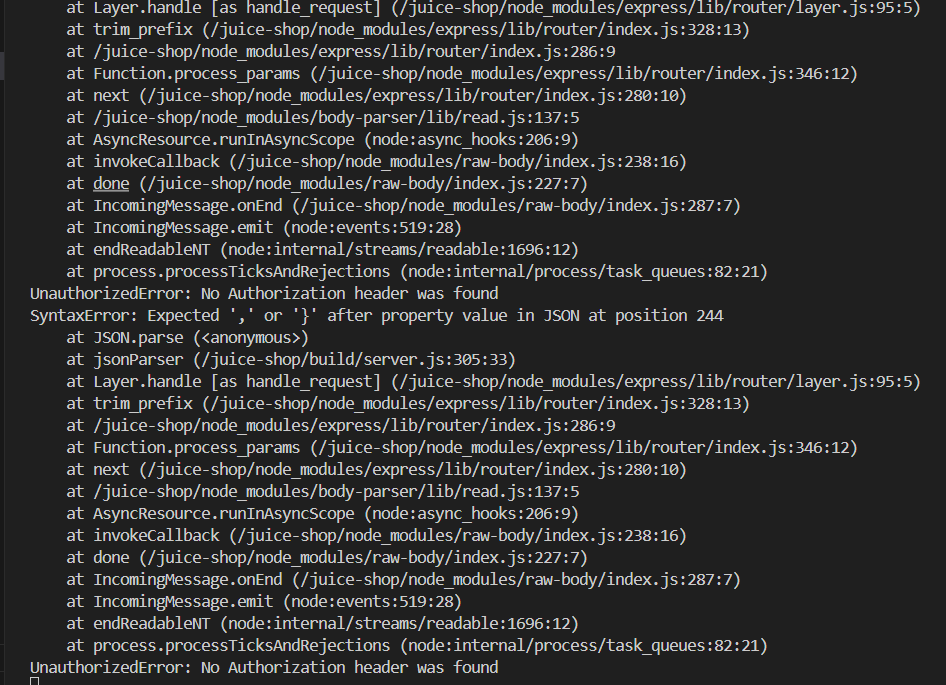 at Layer.handle [as handle_request] (/juice-shop/node_modules/express/lib/router/layer.js:95:5)
at trim_prefix (/juice-shop/node_modules/express/lib/router/index.js:328:13)
at /juice-shop/node_modules/express/lib/router/index.js:286:9
at Function.process_params (/juice-shop/node_modules/express/lib/router/index.js:346:12)
at next (/juice-shop/node_modules/express/lib/router/index.js:280:10)
at /juice-shop/node_modules/body-parser/lib/read.js:137:5
at AsyncResource.runInAsyncScope (node:async_hooks:206:9)
at invokeCallback (/juice-shop/node_modules/raw-body/index.js:238:16)
at done (/juice-shop/node_modules/raw-body/index.js:227:7)
at IncomingMessage.onEnd (/juice-shop/node_modules/raw-body/index.js:287:7)
at IncomingMessage.emit (node:events:519:28)
at endReadableNT (node:internal/streams/readable:1696:12)
at process.processTicksAndRejections (node:internal/process/task_queues:82:21)
UnauthorizedError: No Authorization header was found
SyntaxError: Expected ',' or '}' after property value in JSON at position 244
at JSON.parse (<anonymous>)
at jsonParser (/juice-shop/build/server.js:305:33)
at Layer.handle [as handle_request] (/juice-shop/node_modules/express/lib/router/layer.js:95:5)
at trim_prefix (/juice-shop/node_modules/express/lib/router/index.js:328:13)
at /juice-shop/node_modules/express/lib/router/index.js:286:9
at Function.process_params (/juice-shop/node_modules/express/lib/router/index.js:346:12)
at next (/juice-shop/node_modules/express/lib/router/index.js:280:10)
at /juice-shop/node_modules/body-parser/lib/read.js:137:5
at AsyncResource.runInAsyncScope (node:async_hooks:206:9)
at invokeCallback (/juice-shop/node_modules/raw-body/index.js:238:16)
at done (/juice-shop/node_modules/raw-body/index.js:227:7)
at IncomingMessage.onEnd (/juice-shop/node_modules/raw-body/index.js:287:7)
at IncomingMessage.emit (node:events:519:28)
at endReadableNT (node:internal/streams/readable:1696:12)
at process.processTicksAndRejections (node:internal/process/task_queues:82:21)
UnauthorizedError: No Authorization header was found